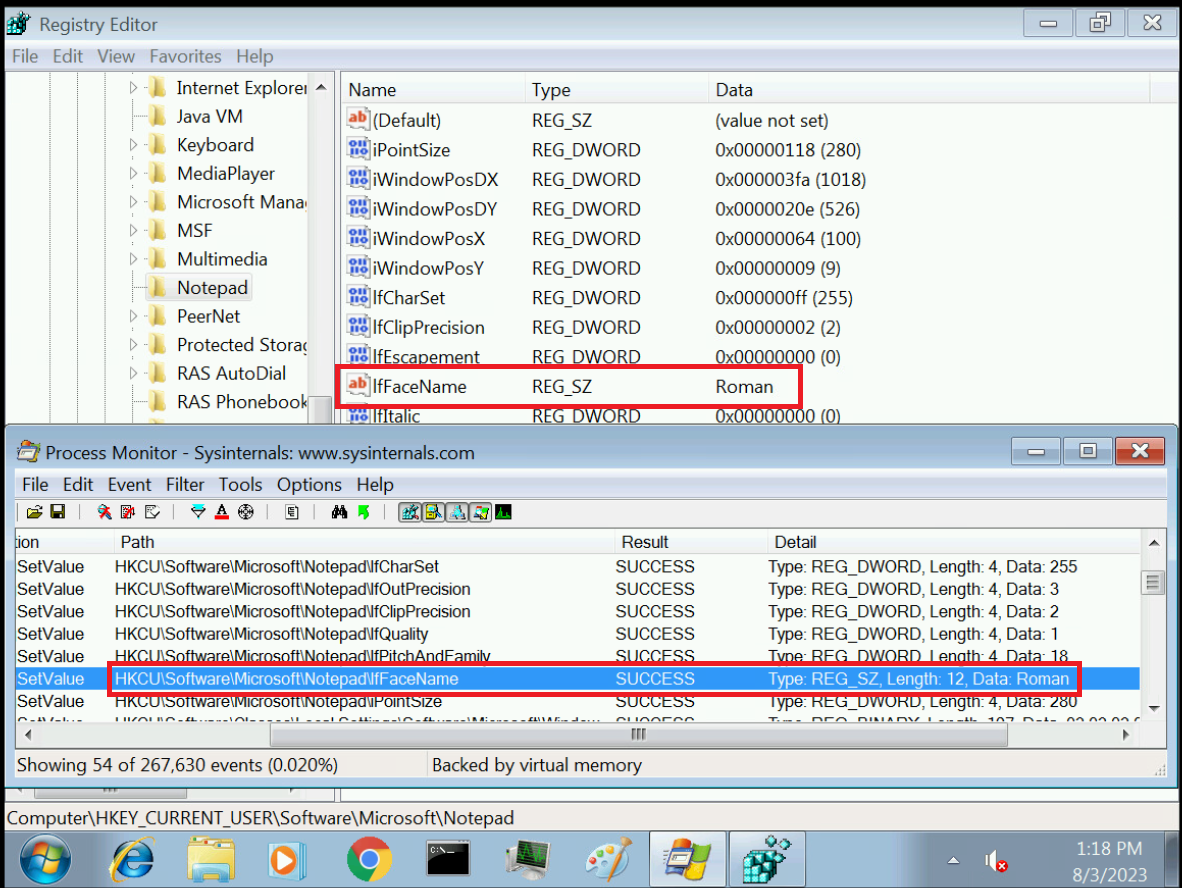 Registry Editor
File Edit View Favorites Help
Internet Explorer
Java VM
Keyboard
MediaPlayer
Microsoft Mana
MSF
Multimedia
Notepad
PeerNet
Protected Storag
RAS AutoDial
RAS Phonebook
Name Type Data
(Default) REG_SZ (value not set)
iPointSize REG_DWORD 0x00000118 (280)
iWindowPosDX REG_DWORD 0x000003fa (1018)
iWindowPosDY REG_DWORD 0x0000020e (526)
iWindowPosX REG_DWORD 0x00000064 (100)
iWindowPosY REG_DWORD 0x00000009 (9)
lfCharSet REG_DWORD 0x000000ff (255)
lfClipPrecision REG_DWORD 0x00000002 (2)
lfEscapement REG_DWORD 0x00000000 (0)
lfFaceName REG_SZ Roman
lfItalic REG_DWORD 0x00000000 (0)
Process Monitor - Sysinternals: www.sysinternals.com
File Edit Event Filter Tools Options Help
tion Path Result Detail
SetValue HKCU\Software\Microsoft\Notepad\lfCharSet SUCCESS Type: REG_DWORD, Length: 4, Data: 255
SetValue HKCU\Software\Microsoft\Notepad\lfOutPrecision SUCCESS Type: REG_DWORD, Length: 4, Data: 3
SetValue HKCU\Software\Microsoft\Notepad\lfClipPrecision SUCCESS Type: REG_DWORD, Length: 4, Data: 2
SetValue HKCU\Software\Microsoft\Notepad\lfQuality SUCCESS Type: REG_DWORD, Length: 4, Data: 1
SetValue HKCU\Software\Microsoft\Notepad\lfPitchAndFamily SUCCESS Type: REG_DWORD, Length: 4, Data: 18
SetValue HKCU\Software\Microsoft\Notepad\lfFaceName SUCCESS Type: REG_SZ, Length: 12, Data: Roman
SetValue HKCU\Software\Microsoft\Notepad\iPointSize SUCCESS Type: REG_DWORD, Length: 4, Data: 280
Showing 54 of 267,630 events (0.020%) Backed by virtual memory
Computer\HKEY_CURRENT_USER\Software\Microsoft\Notepad
1:18 PM
8/3/2023